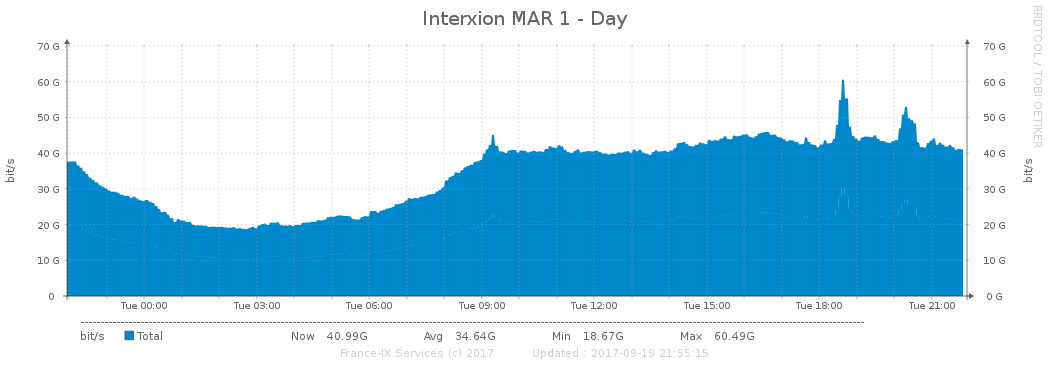 Interxion MAR 1 - Day
RRDTOOL / TOBI OETIKER
bit/s
70 G 70 G
60 G 60 G
50 G 50 G
40 G 40 G
30 G 30 G
20 G 20 G
10 G 10 G
0 0 G
bit/s
Tue 00:00 Tue 03:00 Tue 06:00 Tue 09:00 Tue 12:00 Tue 15:00 Tue 18:00 Tue 21:00
bit/s Total Now 40.99G Avg 34.64G Min 18.67G Max 60.49G
France-IX Services (c) 2017 Updated : 2017-09-19 21:55:15